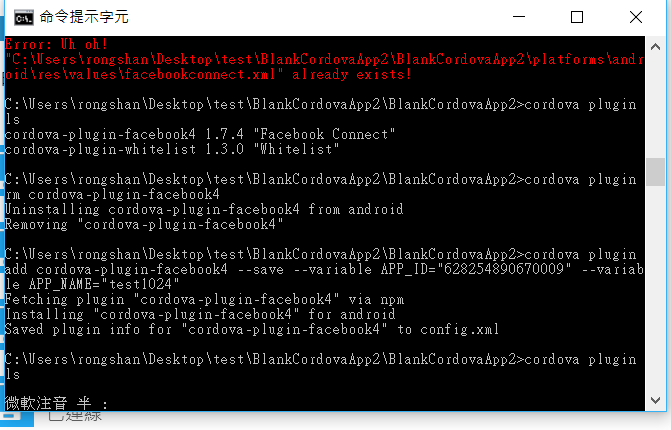 命令提示字元
Error: Uh oh!
"C:\Users\rongshan\Desktop\test\BlankCordovaApp2\BlankCordovaApp2\platforms\andr
oid\res\values\facebookconnect.xml" already exists!
C:\Users\rongshan\Desktop\test\BlankCordovaApp2\BlankCordovaApp2>cordova plugin
ls
cordova-plugin-facebook4 1.7.4 "Facebook Connect"
cordova-plugin-whitelist 1.3.0 "Whitelist"
C:\Users\rongshan\Desktop\test\BlankCordovaApp2\BlankCordovaApp2>cordova plugin
rm cordova-plugin-facebook4
Uninstalling cordova-plugin-facebook4 from android
Removing "cordova-plugin-facebook4"
C:\Users\rongshan\Desktop\test\BlankCordovaApp2\BlankCordovaApp2>cordova plugin
add cordova-plugin-facebook4 --save --variable APP_ID="628254890670009" --variab
le APP_NAME="test1024"
Fetching plugin "cordova-plugin-facebook4" via npm
Installing "cordova-plugin-facebook4" for android
Saved plugin info for "cordova-plugin-facebook4" to config.xml
C:\Users\rongshan\Desktop\test\BlankCordovaApp2\BlankCordovaApp2>cordova plugin
ls
微軟注音 半 :
已連線